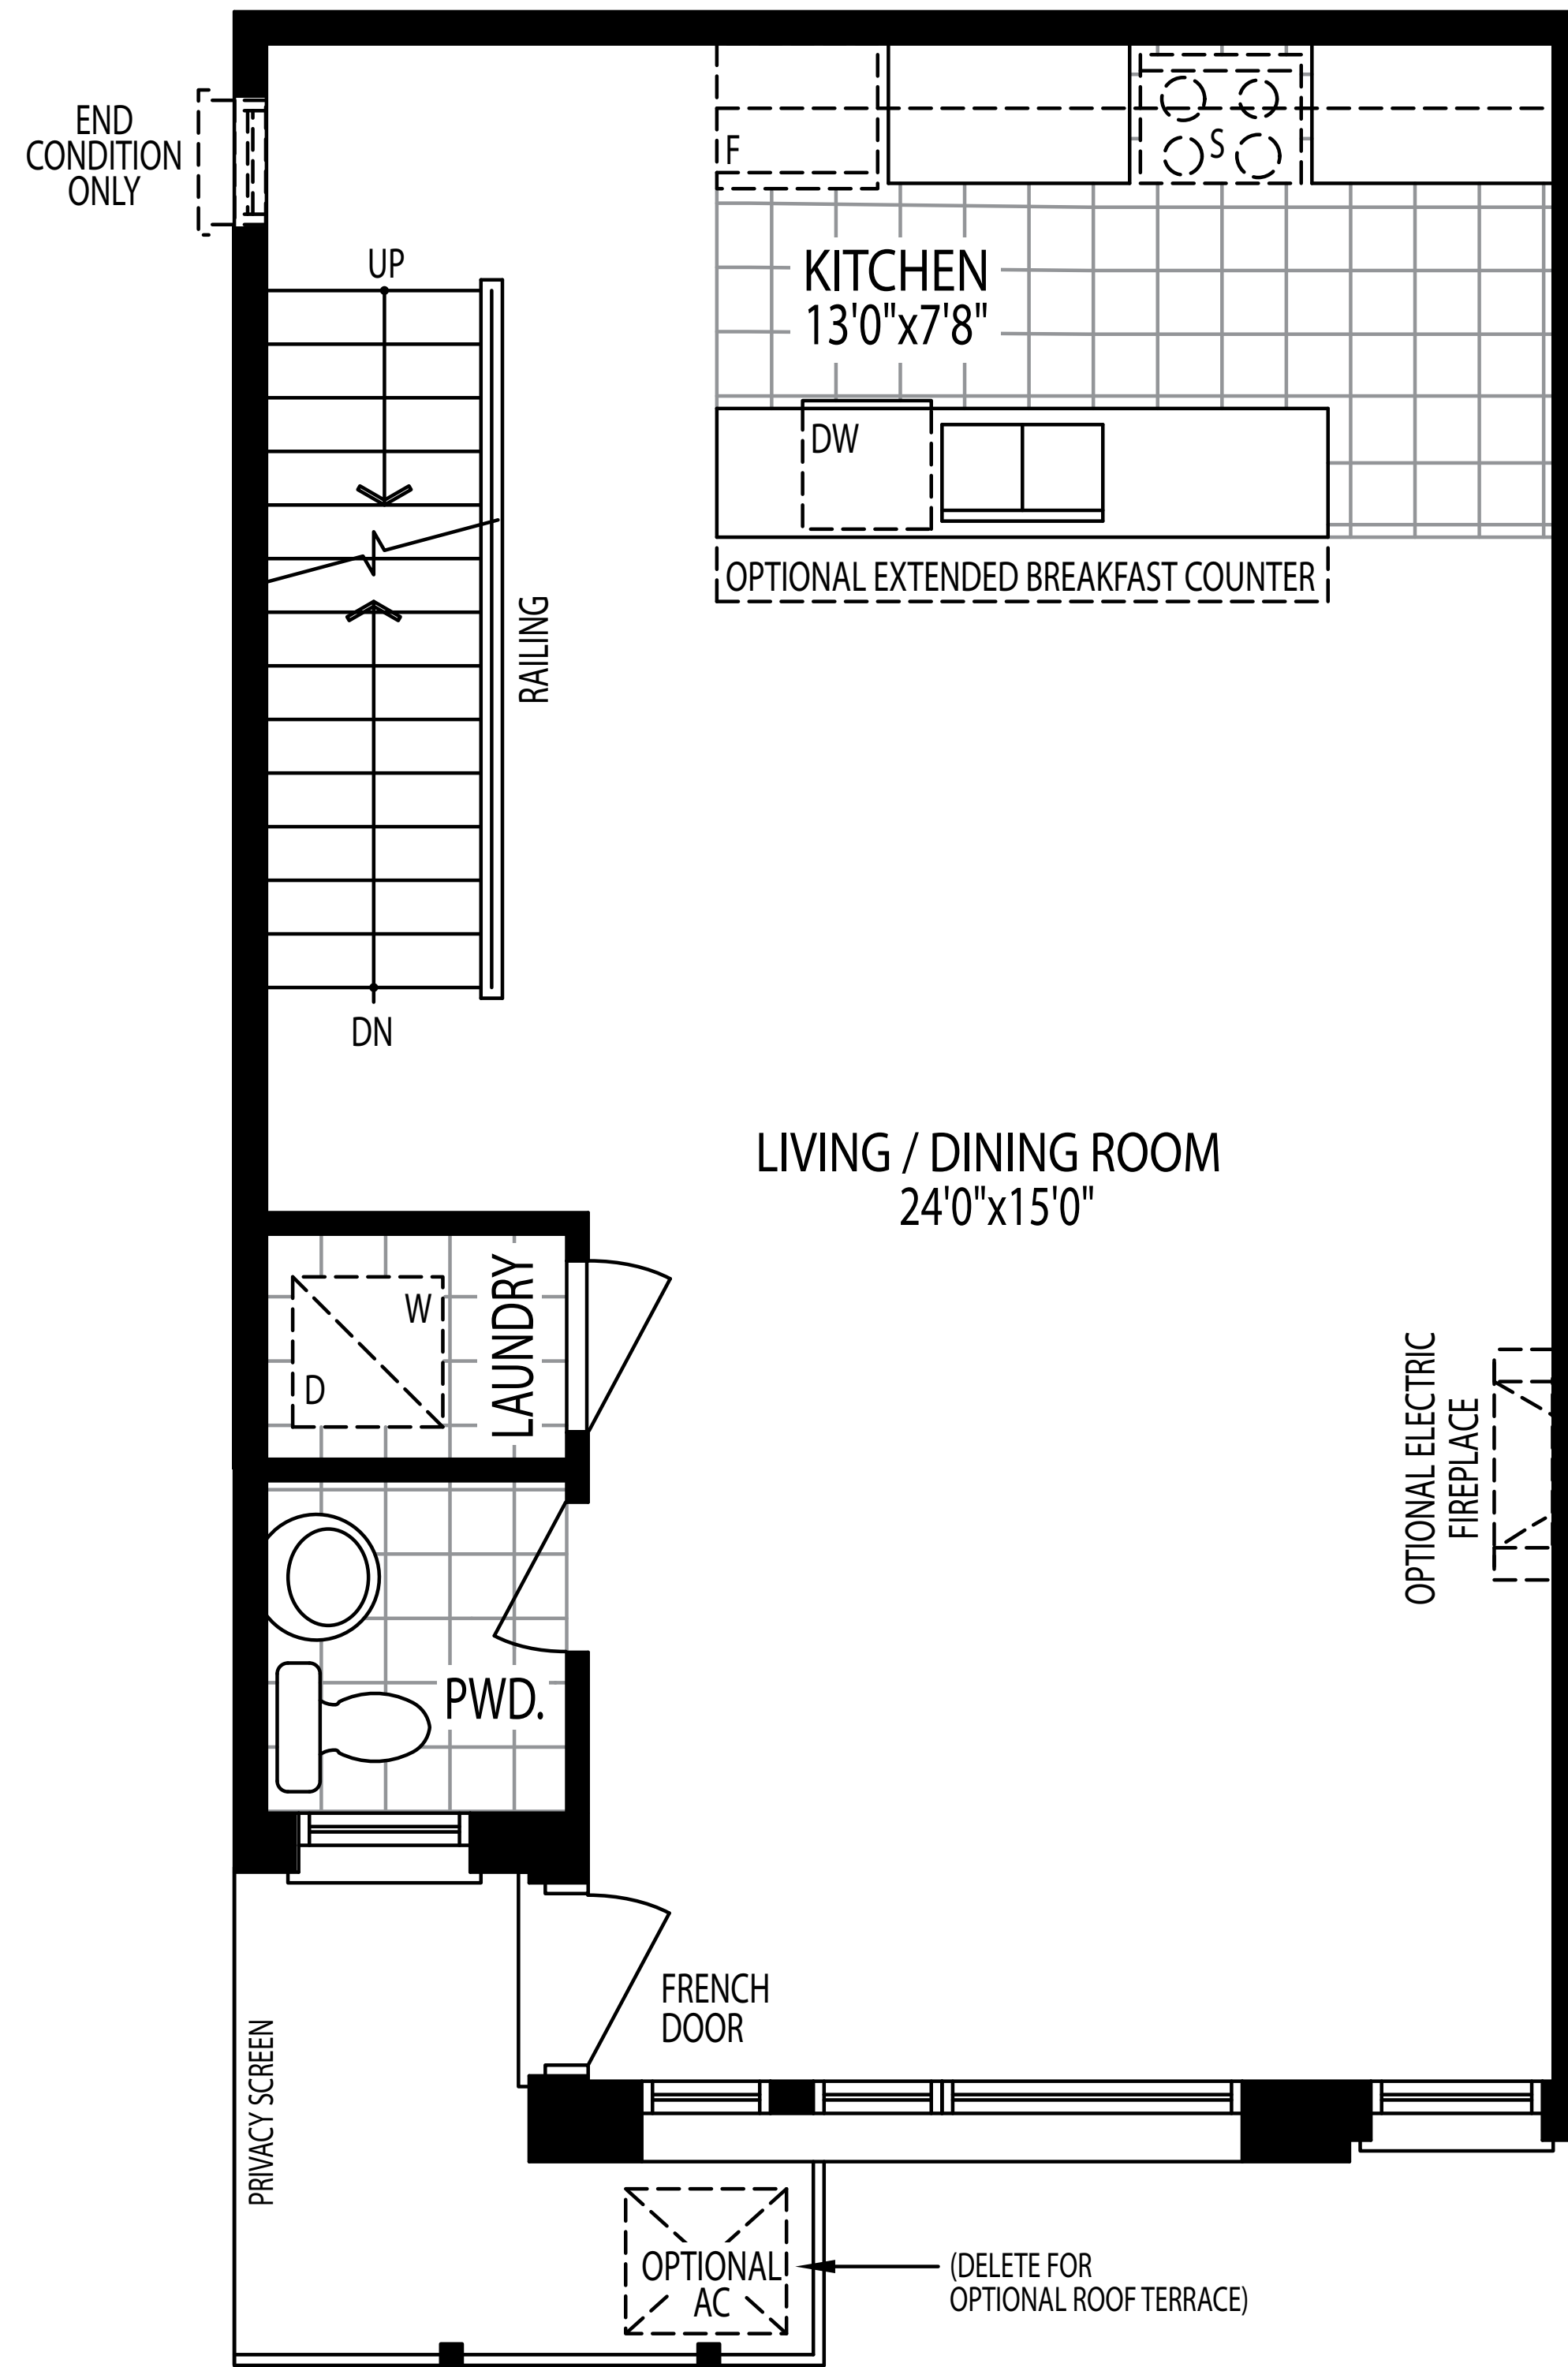 END
CONDITION
ONLY
F
S
UP
KITCHEN
13'0"x7'8"
DW
OPTIONAL EXTENDED BREAKFAST COUNTER
RAILING
DN
LIVING / DINING ROOM
24'0"x15'0"
W
D
LAUNDRY
OPTIONAL ELECTRIC
FIREPLACE
PWD.
FRENCH
DOOR
PRIVACY SCREEN
OPTIONAL
AC
(DELETE FOR
OPTIONAL ROOF TERRACE)